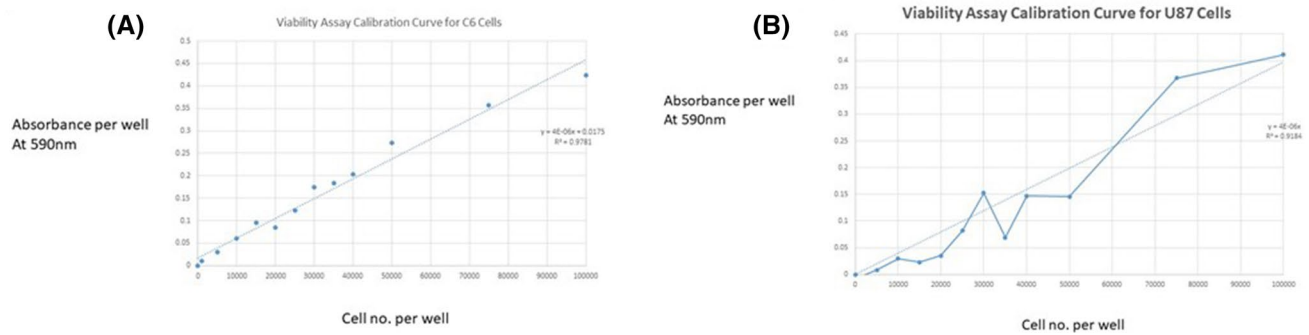 (A)
Viability Assay Calibration Curve for C6 Cells
Absorbance per well
At 590nm
0.5
0.45
0.4
0.35
0.3
0.25
0.2
0.15
0.1
0.05
0
y = 4E-06x + 0.0175
R² = 0.9781
0 10000 20000 30000 40000 50000 60000 70000 80000 90000 100000
Cell no. per well
(B)
Viability Assay Calibration Curve for U87 Cells
Absorbance per well
At 590nm
0.45
0.4
0.35
0.3
0.25
0.2
0.15
0.1
0.05
0
y = 4E-06x
R² = 0.9184
0 10000 20000 30000 40000 50000 60000 70000 80000 90000 100000
Cell no. per well